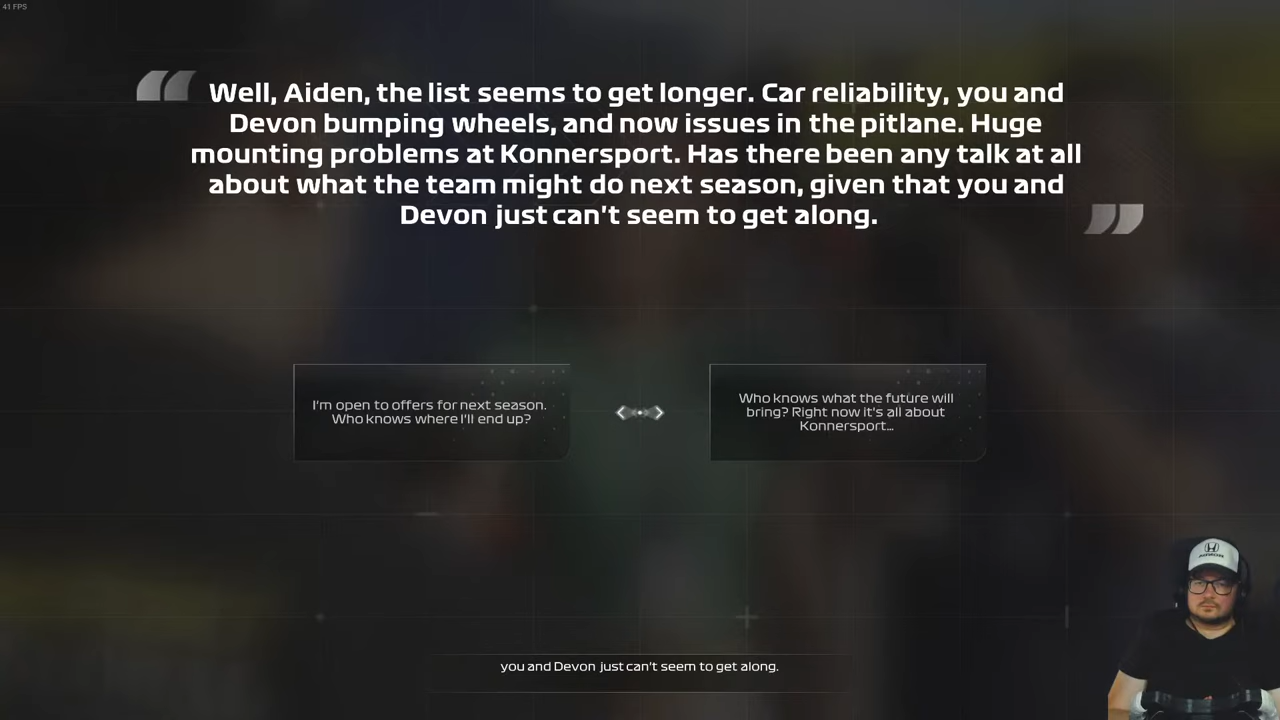 41 FPS
Well, Aiden, the list seems to get longer. Car reliability, you and
Devon bumping wheels, and now issues in the pitlane. Huge
mounting problems at Konnersport. Has there been any talk at all
about what the team might do next season, given that you and
Devon just can't seem to get along.
I'm open to offers for next season.
Who knows where I'll end up?
Who knows what the future will
bring? Right now it's all about
Konnersport...
you and Devon just can't seem to get along.